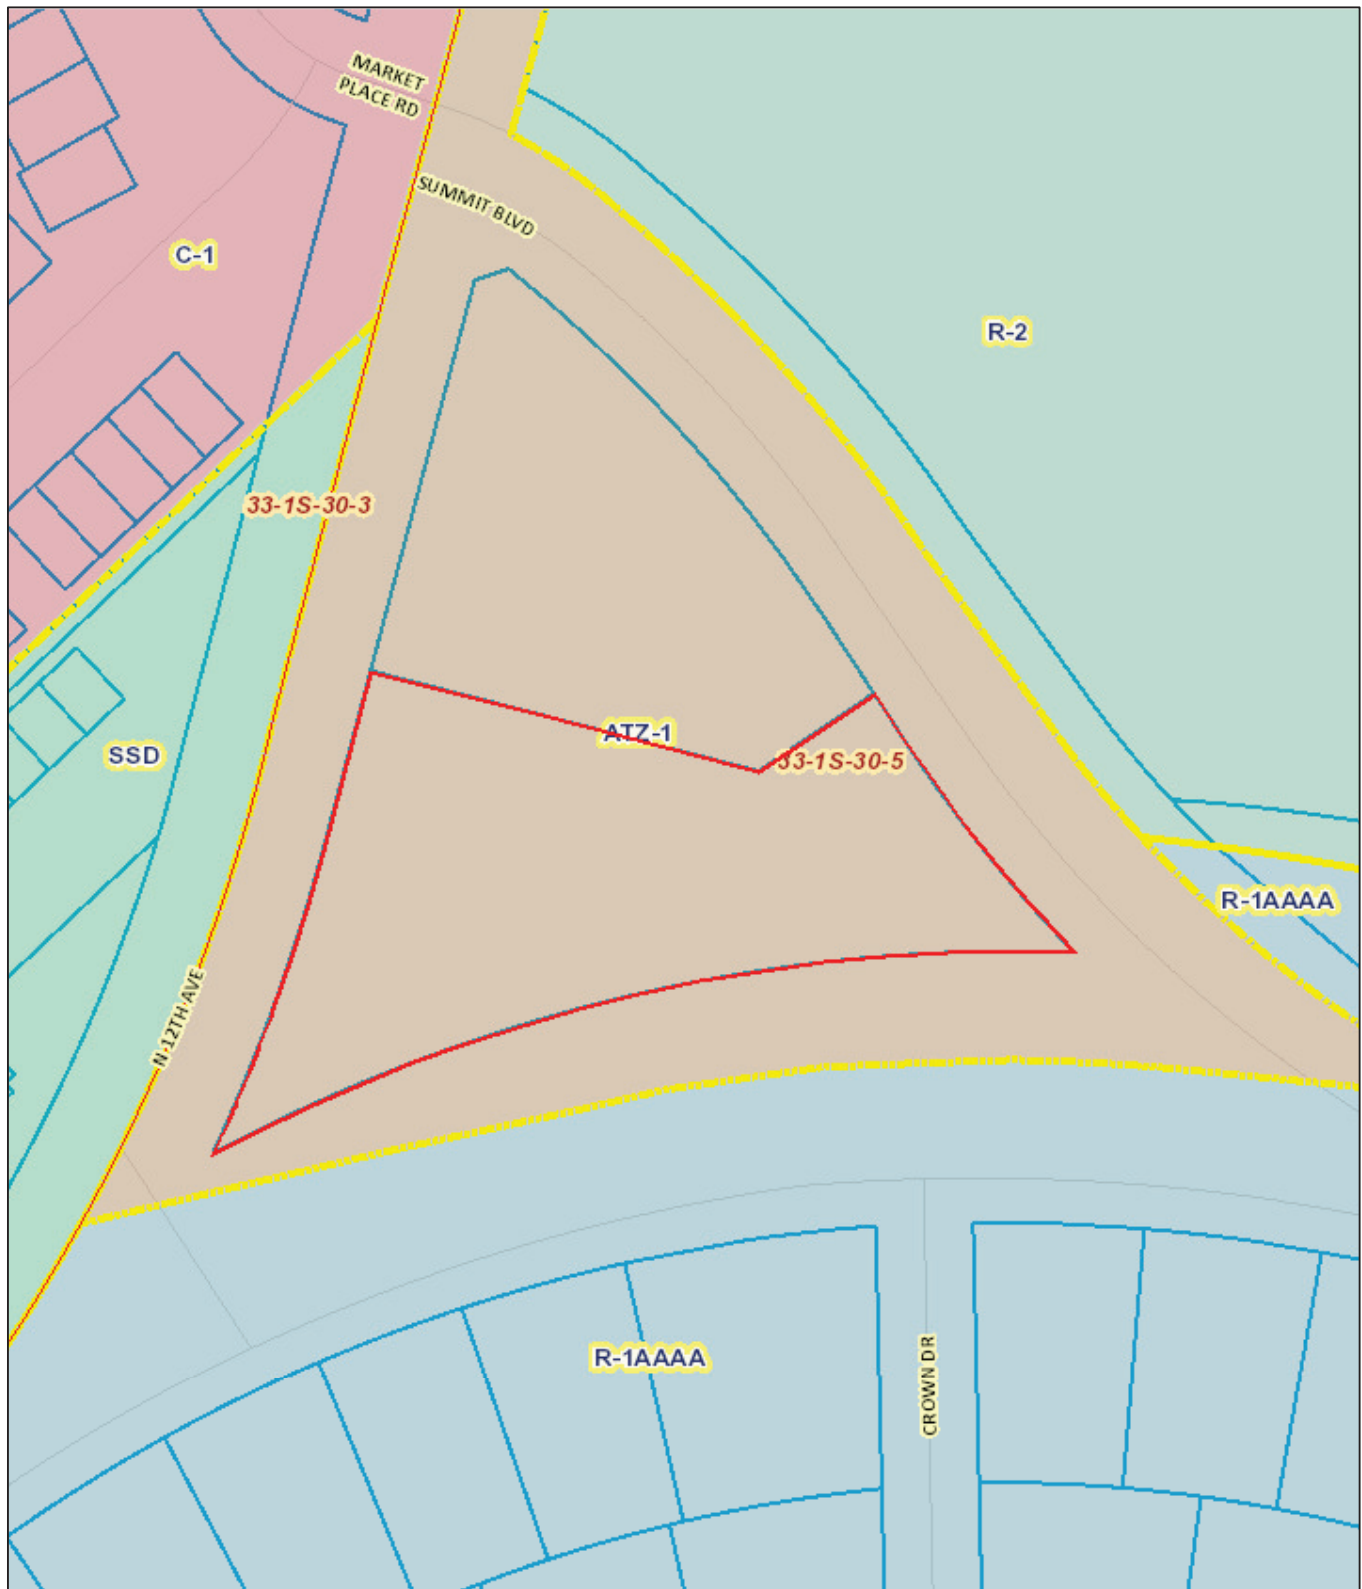 MARKET
PLACE RD
SUMMIT BLVD
C-1
R-2
33-1S-30-3
ATZ-1
SSD
33-1S-30-5
R-1AAAA
N 12TH AVE
R-1AAAA
CROWN DR